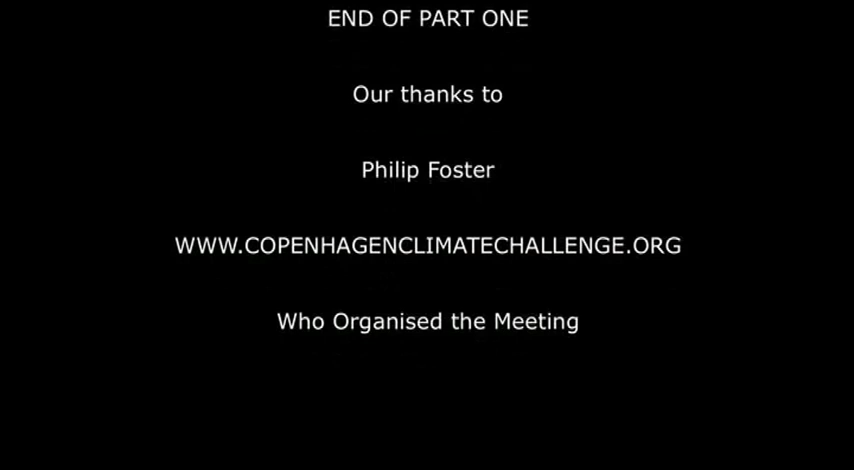 END OF PART ONE
Our thanks to
Philip Foster
WWW.COPENHAGENCLIMATECHALLENGE.ORG
Who Organised the Meeting